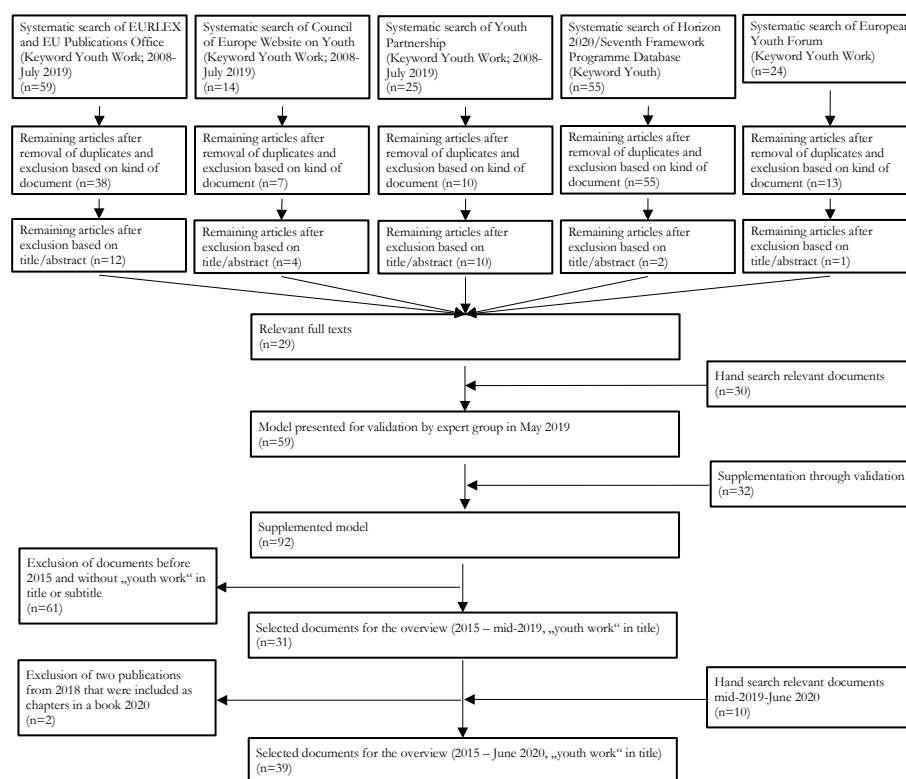 Systematic search of EURLEX
and EU Publications Office
(Keyword Youth Work; 2008-
July 2019)
(n=59)
Systematic search of Council
of Europe Website on Youth
(Keyword Youth Work; 2008-
July 2019)
(n=14)
Systematic search of Youth
Partnership
(Keyword Youth Work; 2008-
July 2019)
(n=25)
Systematic search of Horizon
2020/Seventh Framework
Programme Database
(Keyword Youth)
(n=55)
Systematic search of European
Youth Forum
(Keyword Youth Work)
(n=24)
Remaining articles after
removal of duplicates and
exclusion based on kind of
document (n=38)
Remaining articles after
removal of duplicates and
exclusion based on kind of
document (n=7)
Remaining articles after
removal of duplicates and
exclusion based on kind of
document (n=10)
Remaining articles after
removal of duplicates and
exclusion based on kind of
document (n=55)
Remaining articles after
removal of duplicates and
exclusion based on kind of
document (n=13)
Remaining articles after
exclusion based on
title/abstract (n=12)
Remaining articles after
exclusion based on
title/abstract (n=4)
Remaining articles after
exclusion based on
title/abstract (n=10)
Remaining articles after
exclusion based on
title/abstract (n=2)
Remaining articles after
exclusion based on
title/abstract (n=1)
Relevant full texts
(n=29)
Hand search relevant documents
(n=30)
Model presented for validation by expert group in May 2019
(n=59)
Supplementation through validation
(n=32)
Supplemented model
(n=92)
Exclusion of documents before
2015 and without „youth work“ in
title or subtitle
(n=61)
Selected documents for the overview (2015 – mid-2019, „youth work“ in title)
(n=31)
Exclusion of two publications
from 2018 that were included as
chapters in a book 2020
(n=2)
Hand search relevant documents
mid-2019-June 2020
(n=10)
Selected documents for the overview (2015 – June 2020, „youth work“ in title)
(n=39)